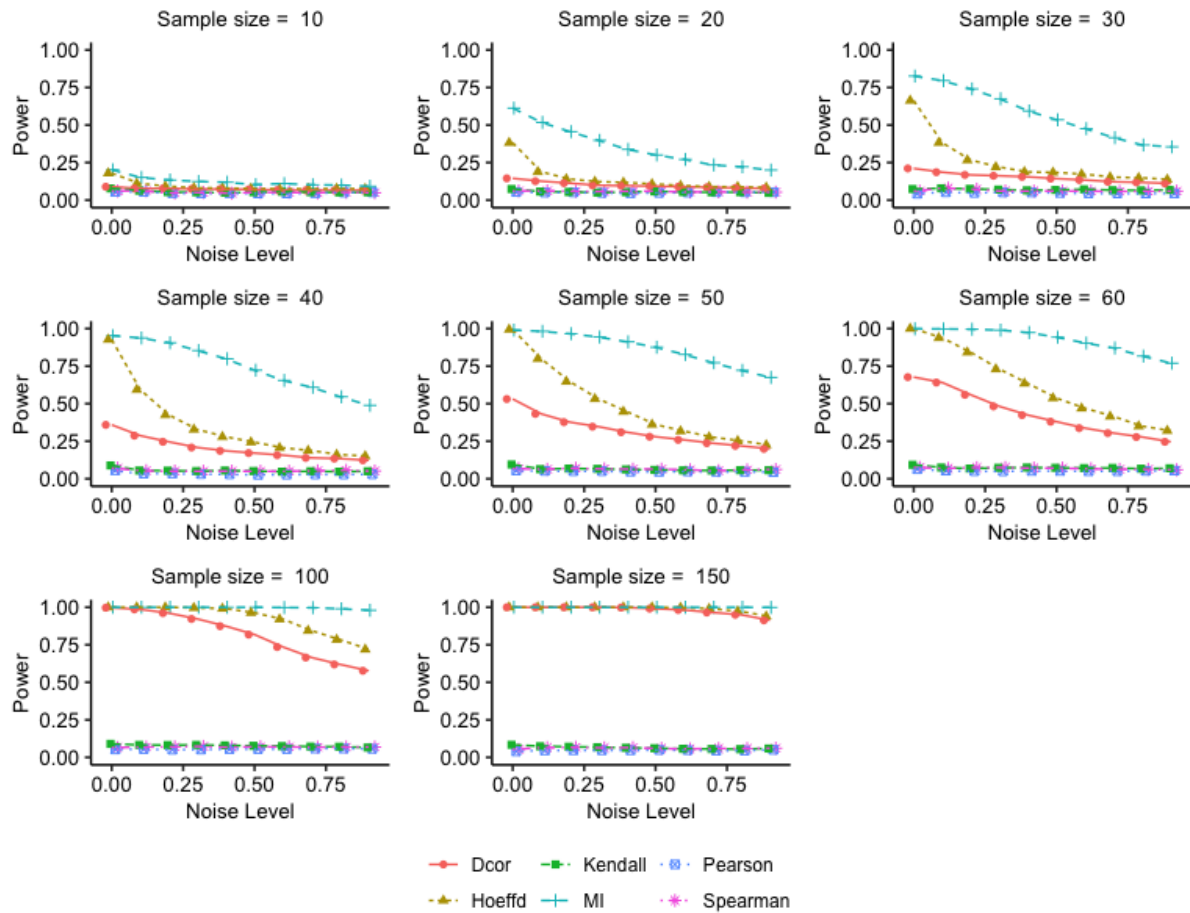 Sample size = 10
Sample size = 20
Sample size = 30
1.00
0.75
0.50
0.25
0.00
Power
0.00 0.25 0.50 0.75
Noise Level
1.00
0.75
0.50
0.25
0.00
Power
0.00 0.25 0.50 0.75
Noise Level
1.00
0.75
0.50
0.25
0.00
Power
0.00 0.25 0.50 0.75
Noise Level
Sample size = 40
Sample size = 50
Sample size = 60
1.00
0.75
0.50
0.25
0.00
Power
0.00 0.25 0.50 0.75
Noise Level
1.00
0.75
0.50
0.25
0.00
Power
0.00 0.25 0.50 0.75
Noise Level
1.00
0.75
0.50
0.25
0.00
Power
0.00 0.25 0.50 0.75
Noise Level
Sample size = 100
Sample size = 150
1.00
0.75
0.50
0.25
0.00
Power
0.00 0.25 0.50 0.75
Noise Level
1.00
0.75
0.50
0.25
0.00
Power
0.00 0.25 0.50 0.75
Noise Level
Dcor Kendall Pearson
Hoeffd MI Spearman